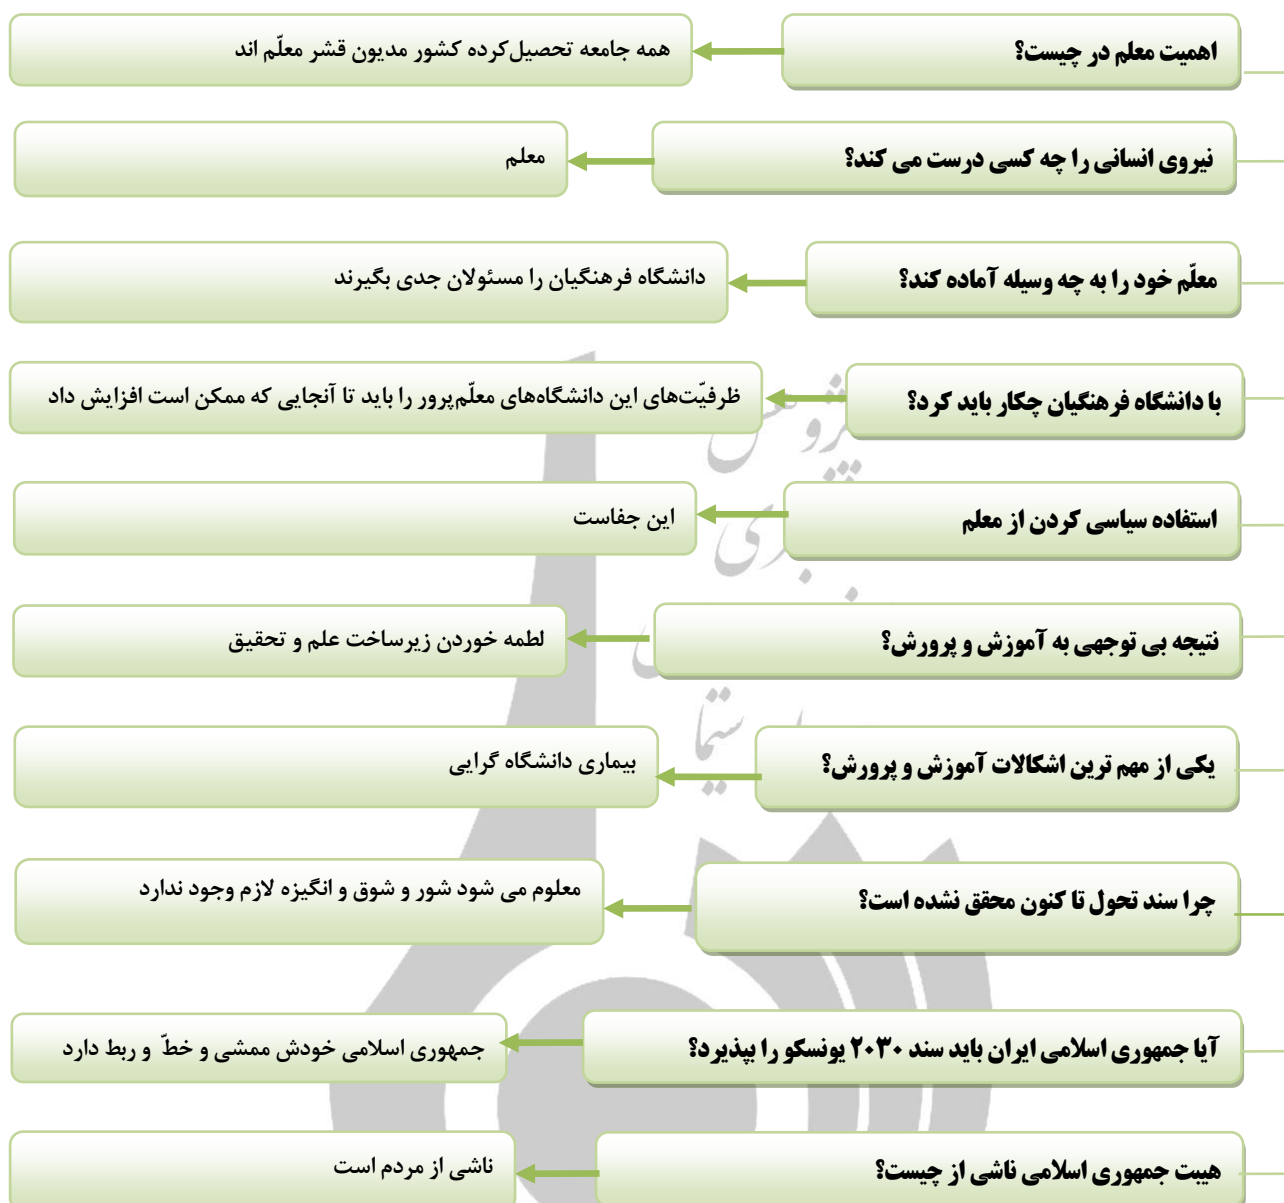 اهمیت معلم در چیست؟
همه جامعه تحصیل‌کرده کشور مدیون قشر معلّم اند
نیروی انسانی را چه کسی درست می کند؟
معلم
معلّم خود را به چه وسیله آماده کند؟
دانشگاه فرهنگیان را مسئولان جدی بگیرند
با دانشگاه فرهنگیان چکار باید کرد؟
ظرفیّت‌های این دانشگاه‌های معلّم‌پرور را باید تا آنجایی که ممکن است افزایش داد
استفاده سیاسی کردن از معلم
این جفاست
نتیجه بی توجهی به آموزش و پرورش؟
لطمه خوردن زیرساخت علم و تحقیق
یکی از مهم ترین اشکالات آموزش و پرورش؟
بیماری دانشگاه گرایی
چرا سند تحول تا کنون محقق نشده است؟
معلوم می شود شور و شوق و انگیزه لازم وجود ندارد
آیا جمهوری اسلامی ایران باید سند ۲۰۳۰ یونسکو را بپذیرد؟
جمهوری اسلامی خودش ممشی و خطّ و ربط دارد
هیبت جمهوری اسلامی ناشی از چیست؟
ناشی از مردم است